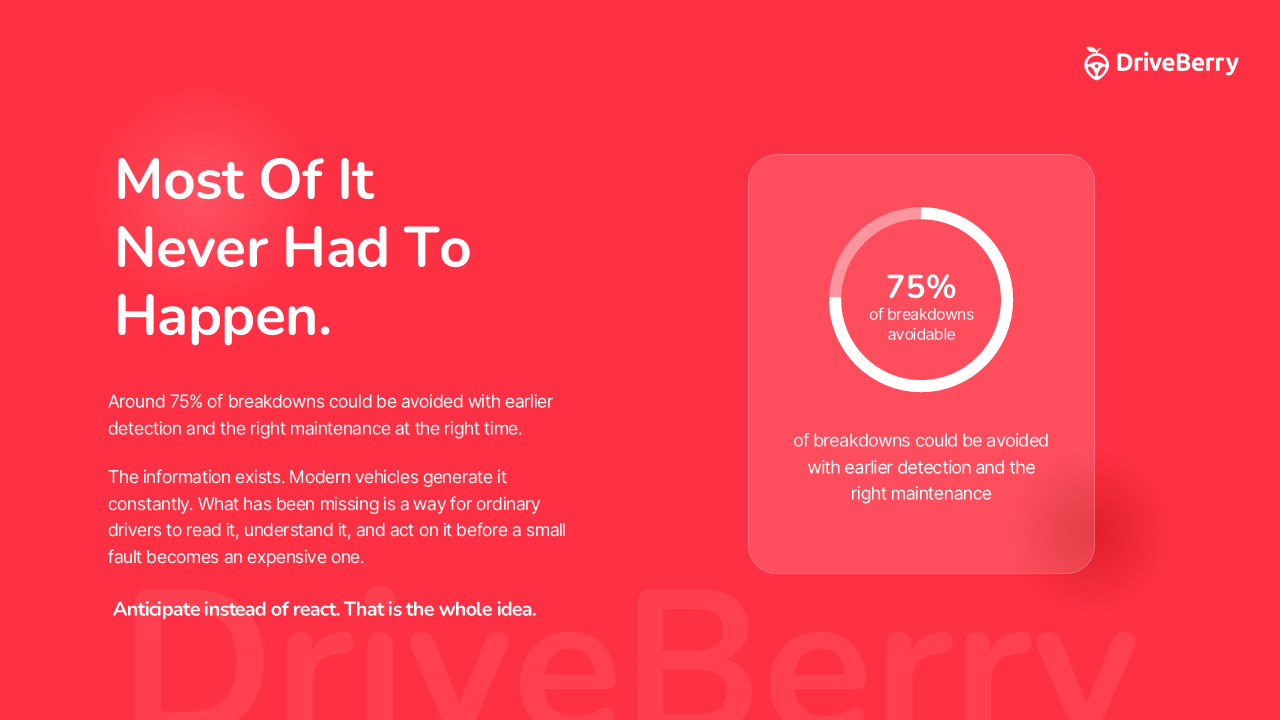 DriveBerry
Most Of It
Never Had To
Happen.
Around 75% of breakdowns could be avoided with earlier
detection and the right maintenance at the right time.
The information exists. Modern vehicles generate it
constantly. What has been missing is a way for ordinary
drivers to read it, understand it, and act on it before a small
fault becomes an expensive one.
Anticipate instead of react. That is the whole idea.
75%
of breakdowns
avoidable
of breakdowns could be avoided
with earlier detection and the
right maintenance
DriveBerry